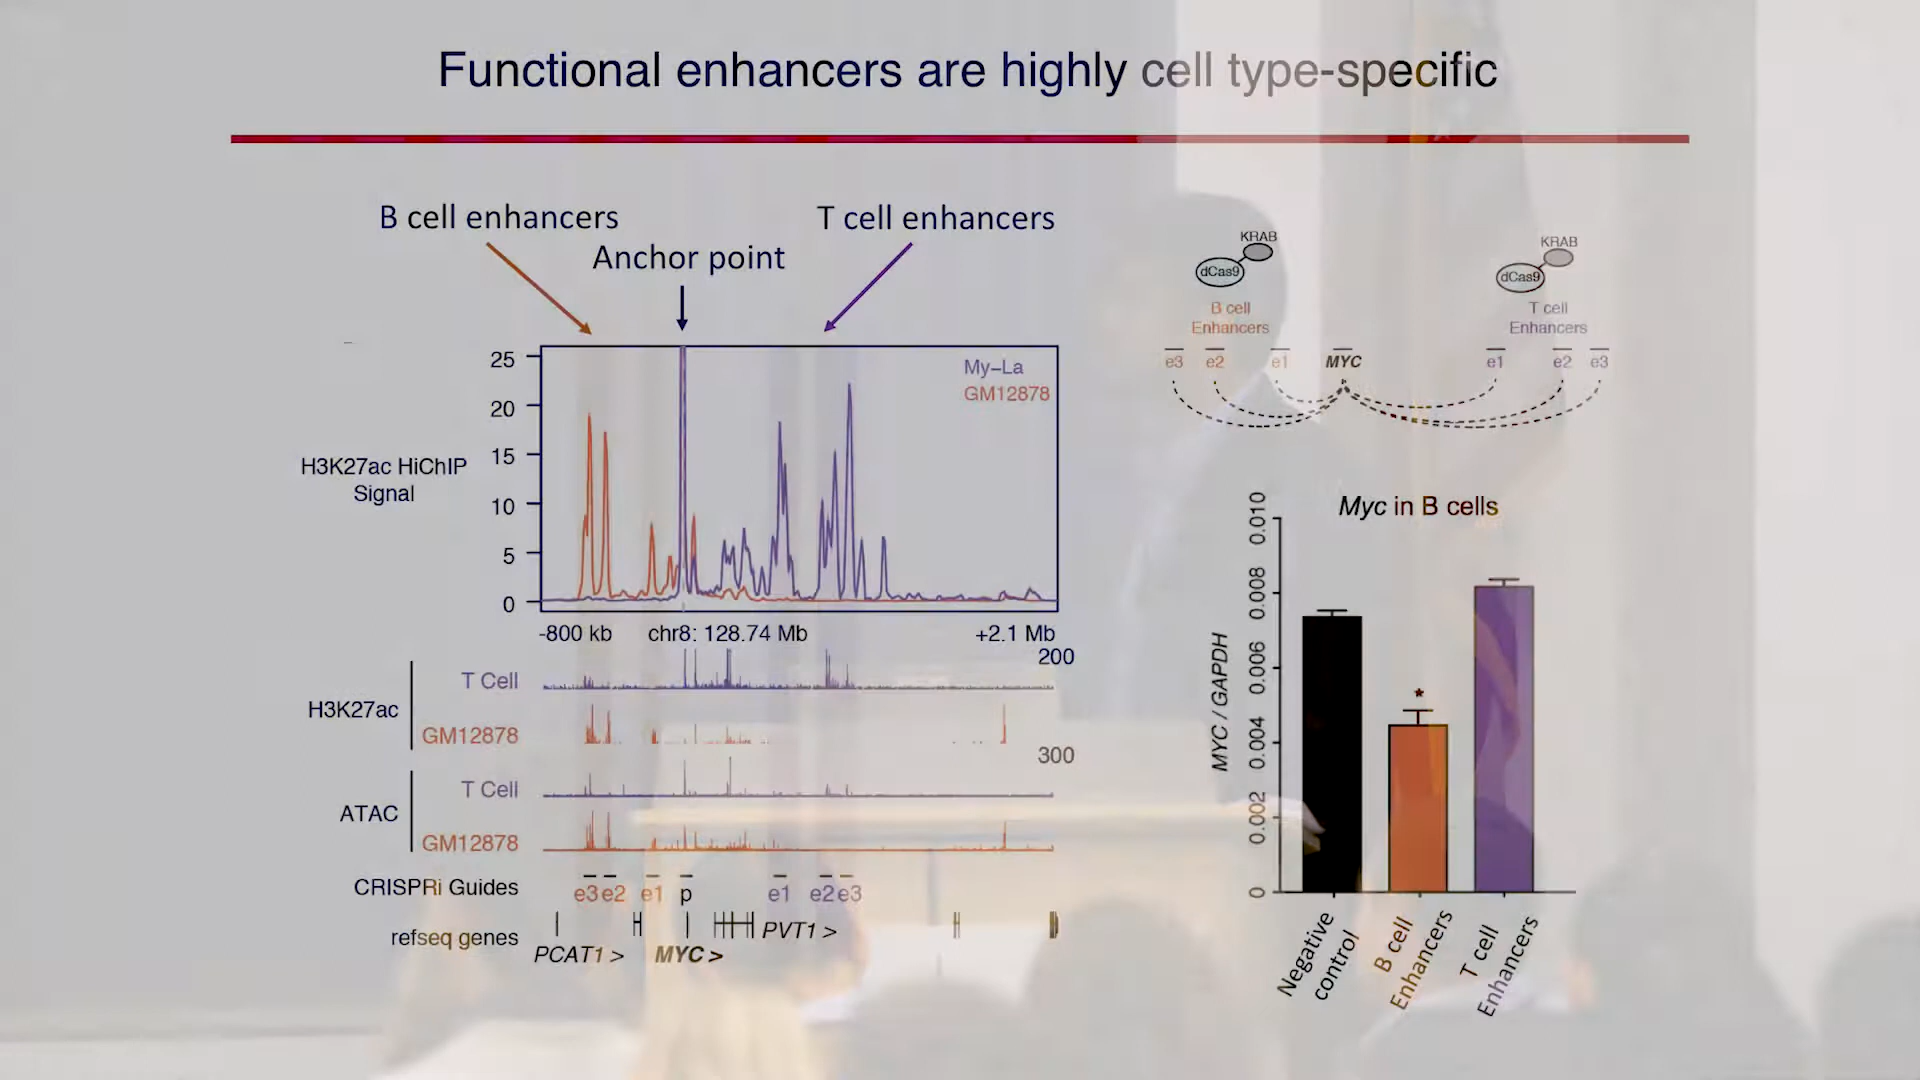 Functional enhancers are highly cell type-specific
B cell enhancers
T cell enhancers
Anchor point
H3K27ac HiChIP
Signal
25
20
15
10
5
0
My-La
GM12878
-800 kb
chr8: 128.74 Mb
+2.1 Mb
200
H3K27ac
T Cell
GM12878
300
ATAC
T Cell
GM12878
CRISPRi Guides
e3 e2 e1 p e1 e2 e3
refseq genes
PCAT1 >
MYC >
PVT1 >
KRAB
dCas9
B cell
Enhancers
KRAB
dCas9
T cell
Enhancers
e3 e2 e1 MYC e1 e2 e3
Myc in B cells
MYC / GAPDH
0.010
0.008
0.006
0.004
0.002
0
*
Negative
control
B cell
Enhancers
T cell
Enhancers